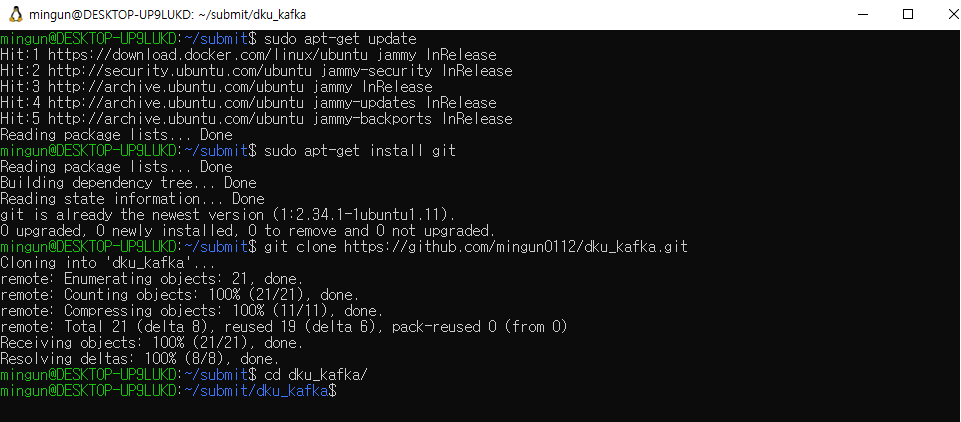 mingun@DESKTOP-UP9LUKD: ~/submit/dku_kafka
mingun@DESKTOP-UP9LUKD:~/submit$ sudo apt-get update
Hit:1 https://download.docker.com/linux/ubuntu jammy InRelease
Hit:2 http://security.ubuntu.com/ubuntu jammy-security InRelease
Hit:3 http://archive.ubuntu.com/ubuntu jammy InRelease
Hit:4 http://archive.ubuntu.com/ubuntu jammy-updates InRelease
Hit:5 http://archive.ubuntu.com/ubuntu jammy-backports InRelease
Reading package lists... Done
mingun@DESKTOP-UP9LUKD:~/submit$ sudo apt-get install git
Reading package lists... Done
Building dependency tree... Done
Reading state information... Done
git is already the newest version (1:2.34.1-1ubuntu1.11).
0 upgraded, 0 newly installed, 0 to remove and 0 not upgraded.
mingun@DESKTOP-UP9LUKD:~/submit$ git clone https://github.com/mingun0112/dku_kafka.git
Cloning into 'dku_kafka'...
remote: Enumerating objects: 21, done.
remote: Counting objects: 100% (21/21), done.
remote: Compressing objects: 100% (11/11), done.
remote: Total 21 (delta 8), reused 19 (delta 6), pack-reused 0 (from 0)
Receiving objects: 100% (21/21), done.
Resolving deltas: 100% (8/8), done.
mingun@DESKTOP-UP9LUKD:~/submit$ cd dku_kafka/
mingun@DESKTOP-UP9LUKD:~/submit/dku_kafka$